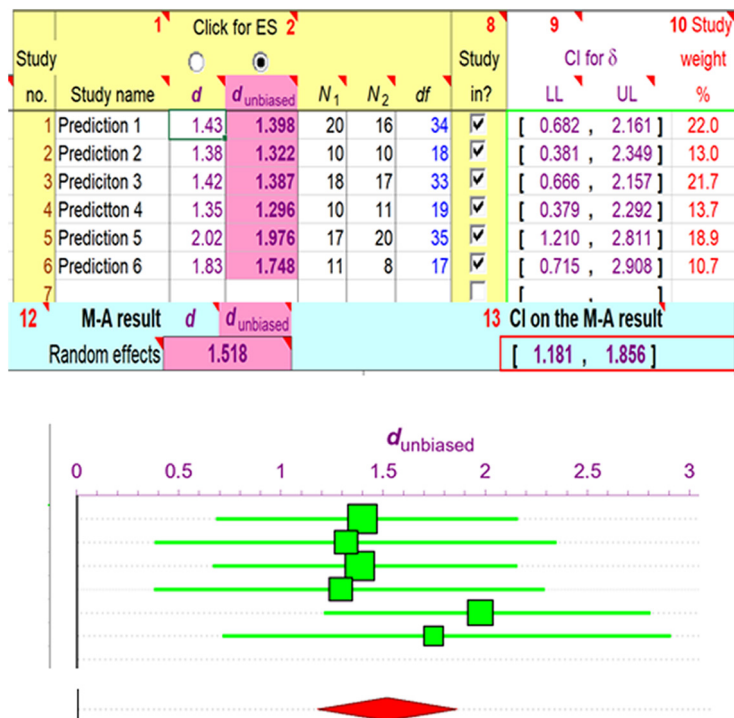 1 Click for ES 2 8 9 10 Study
Study Study CI for δ weight
no. Study name d d unbiased N1 N2 df in? LL UL %
1 Prediction 1 1.43 1.398 20 16 34 [ 0.682 , 2.161 ] 22.0
2 Prediction 2 1.38 1.322 10 10 18 [ 0.381 , 2.349 ] 13.0
3 Prediciton 3 1.42 1.387 18 17 33 [ 0.666 , 2.157 ] 21.7
4 Predictton 4 1.35 1.296 10 11 19 [ 0.379 , 2.292 ] 13.7
5 Prediction 5 2.02 1.976 17 20 35 [ 1.210 , 2.811 ] 18.9
6 Prediction 6 1.83 1.748 11 8 17 [ 0.715 , 2.908 ] 10.7
7 [ , ]
12 M-A result d d unbiased 13 CI on the M-A result
Random effects 1.518 [ 1.181 , 1.856 ]
d unbiased
0 0.5 1 1.5 2 2.5 3